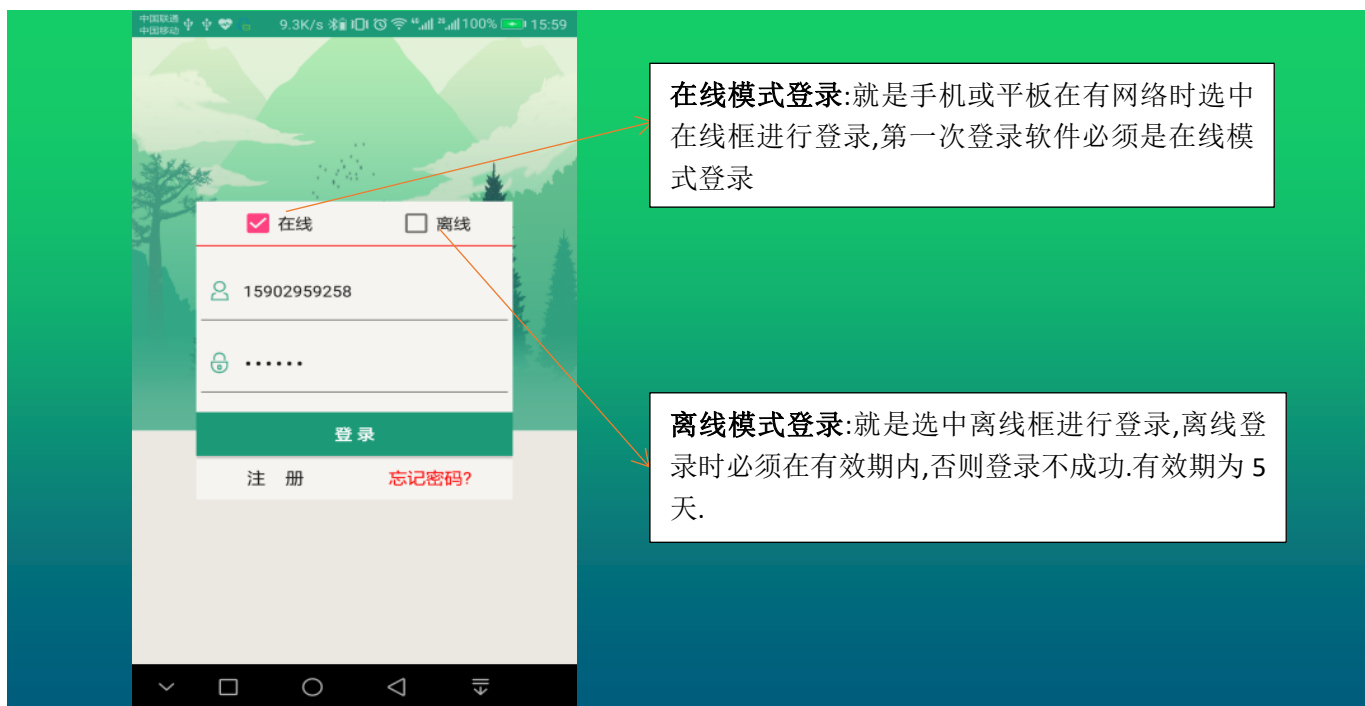 中国联通
中国移动
9.3K/s 100% 15:59
在线 离线
15902959258
登录
注 册 忘记密码?
在线模式登录:就是手机或平板在有网络时选中
在线框进行登录,第一次登录软件必须是在线模
式登录
离线模式登录:就是选中离线框进行登录,离线登
录时必须在有效期内,否则登录不成功.有效期为 5
天.